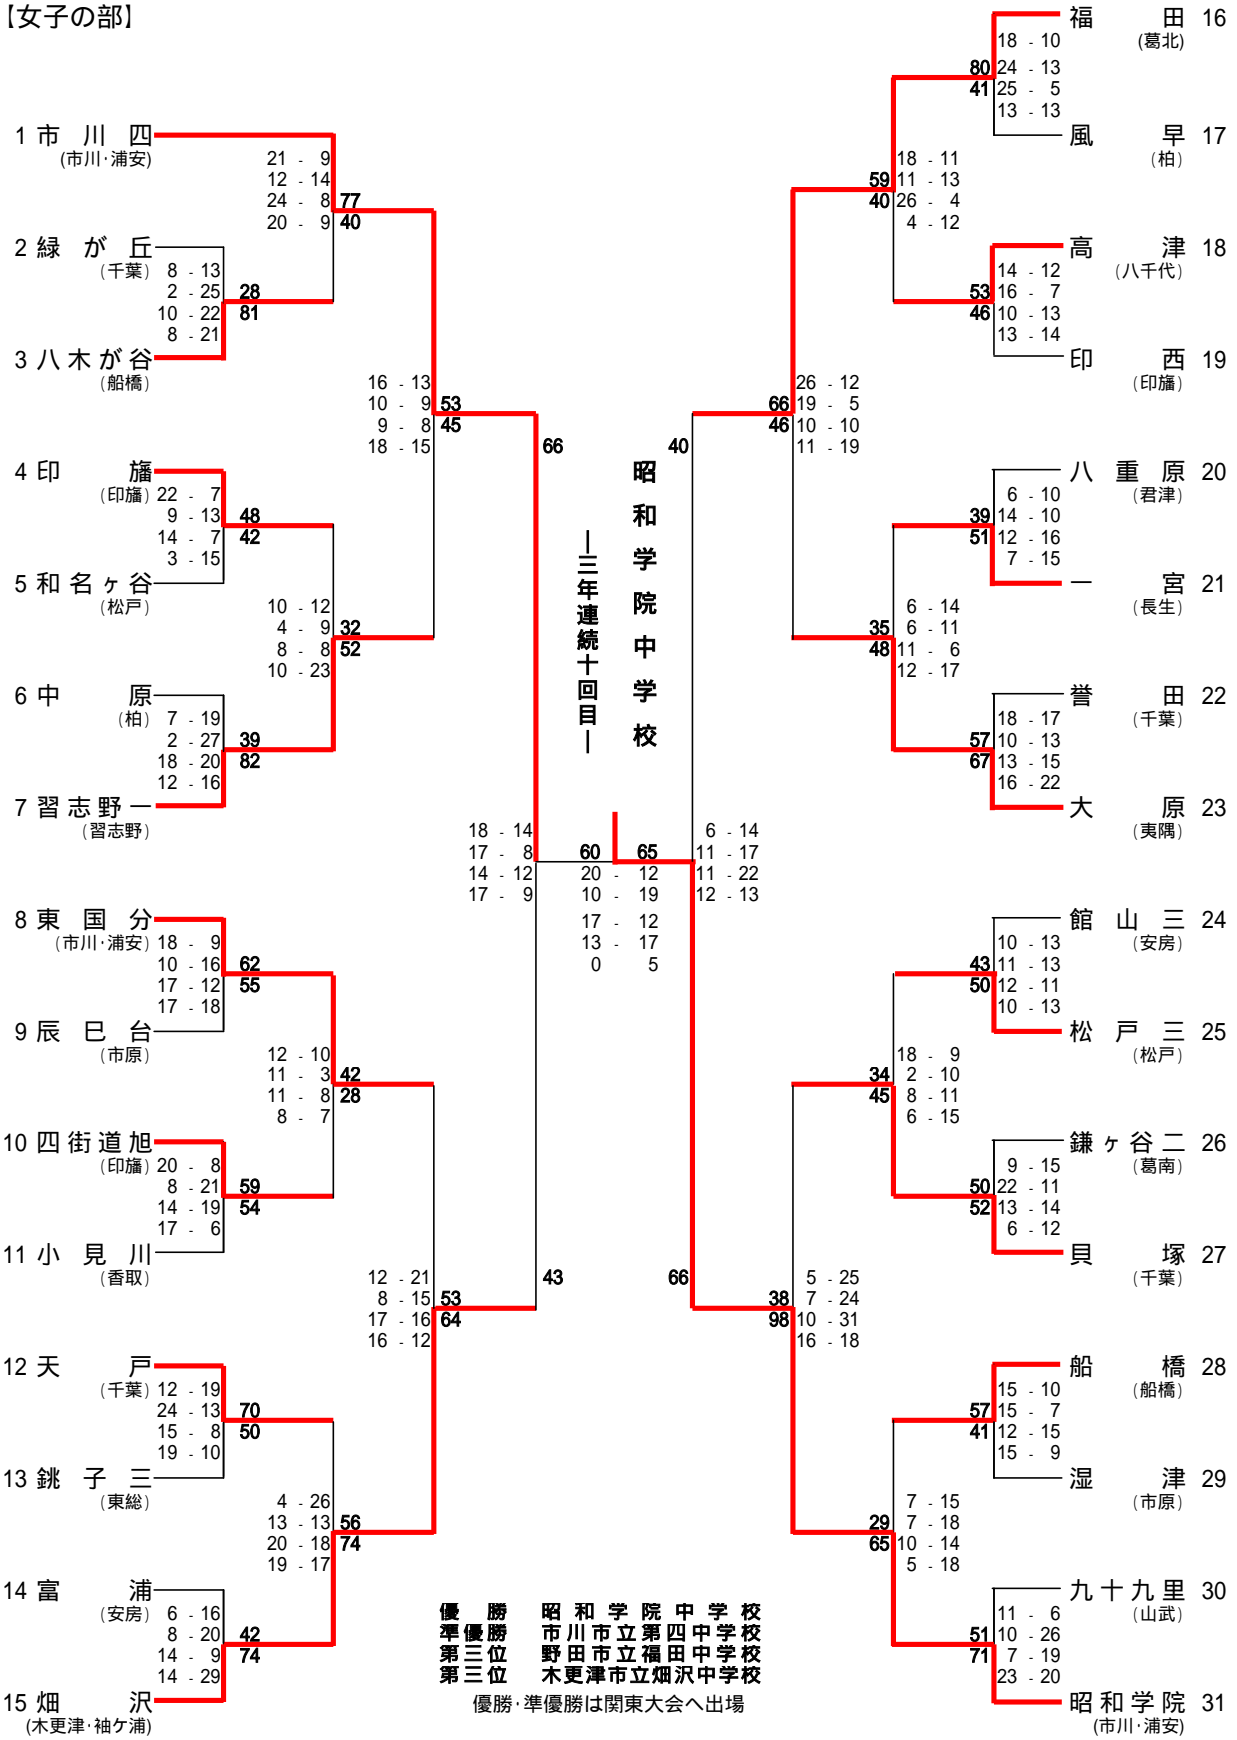 【女子の部】
1 市川四
(市川・浦安)
21 - 9
12 - 14
24 - 8
20 - 9
77
40
2 緑が丘
(千葉)
8 - 13
2 - 25
10 - 22
8 - 21
28
81
3 八木が谷
(船橋)
16 - 13
10 - 9
9 - 8
18 - 15
53
45
4 印旛
(印旛)
22 - 7
9 - 13
14 - 7
3 - 15
48
42
5 和名ヶ谷
(松戸)
10 - 12
4 - 9
8 - 8
10 - 23
32
52
6 中原
(柏)
7 - 19
2 - 27
18 - 20
12 - 16
39
82
7 習志野一
(習志野)
66
18 - 14
17 - 8
14 - 12
17 - 9
43
8 東国分
(市川・浦安)
18 - 9
10 - 16
17 - 12
17 - 18
62
55
9 辰巳台
(市原)
12 - 10
11 - 3
11 - 8
8 - 7
42
28
10 四街道旭
(印旛)
20 - 8
8 - 21
14 - 19
17 - 6
59
54
11 小見川
(香取)
12 - 21
8 - 15
17 - 16
16 - 12
53
64
12 天戸
(千葉)
12 - 19
24 - 13
15 - 8
19 - 10
70
50
13 銚子三
(東総)
4 - 26
13 - 13
20 - 18
19 - 17
56
74
14 富浦
(安房)
6 - 16
8 - 20
14 - 9
14 - 29
42
74
15 畑沢
(木更津・袖ケ浦)
昭和学院中学校
―三年連続十回目―
60 65
20 - 12
10 - 19
17 - 12
13 - 17
0 5
福田 16
(葛北)
18 - 10
24 - 13
25 - 5
13 - 13
80
41
風早 17
(柏)
18 - 11
11 - 13
26 - 4
4 - 12
59
40
高津 18
(八千代)
14 - 12
16 - 7
10 - 13
13 - 14
53
46
印西 19
(印旛)
26 - 12
19 - 5
10 - 10
11 - 19
66
46
八重原 20
(君津)
6 - 10
14 - 10
12 - 16
7 - 15
39
51
一宮 21
(長生)
6 - 14
6 - 11
11 - 6
12 - 17
35
48
誉田 22
(千葉)
18 - 17
10 - 13
13 - 15
16 - 22
57
67
大原 23
(夷隅)
40
6 - 14
11 - 17
11 - 22
12 - 13
66
館山三 24
(安房)
10 - 13
11 - 13
12 - 11
10 - 13
43
50
松戸三 25
(松戸)
18 - 9
2 - 10
8 - 11
6 - 15
34
45
鎌ヶ谷二 26
(葛南)
9 - 15
22 - 11
13 - 14
6 - 12
50
52
貝塚 27
(千葉)
5 - 25
7 - 24
10 - 31
16 - 18
38
98
船橋 28
(船橋)
15 - 10
15 - 7
12 - 15
15 - 9
57
41
湿津 29
(市原)
7 - 15
7 - 18
10 - 14
5 - 18
29
65
九十九里 30
(山武)
11 - 6
10 - 26
7 - 19
23 - 20
51
71
昭和学院 31
(市川・浦安)
優勝 昭和学院中学校
準優勝 市川市立第四中学校
第三位 野田市立福田中学校
第三位 木更津市立畑沢中学校
優勝・準優勝は関東大会へ出場